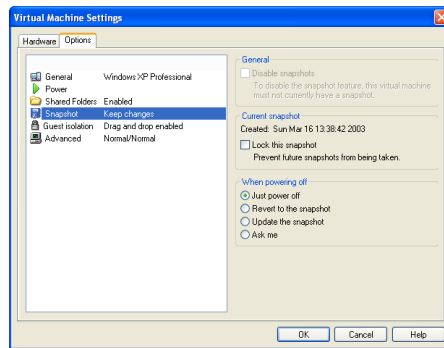 Virtual Machine Settings
Hardware Options
General Windows XP Professional
Power
Shared Folders Enabled
Snapshot Keep changes
Guest isolation Drag and drop enabled
Advanced Normal/Normal
General
Disable snapshots
To disable the snapshot feature, this virtual machine
must not currently have a snapshot.
Current snapshot
Created: Sun Mar 16 13:38:42 2003
Lock this snapshot
Prevent future snapshots from being taken.
When powering off
Just power off
Revert to the snapshot
Update the snapshot
Ask me
OK Cancel Help